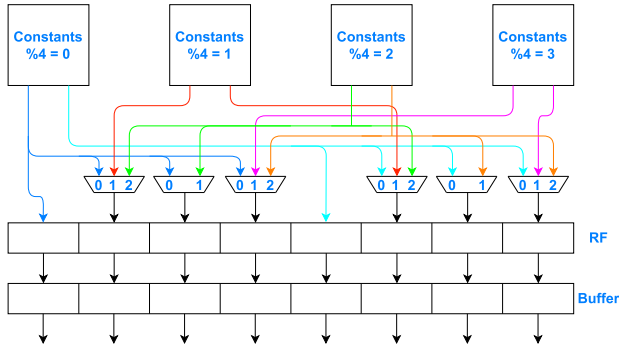 Constants
%4 = 0
Constants
%4 = 1
Constants
%4 = 2
Constants
%4 = 3
0 1 2
0 1
0 1 2
0 1 2
0 1
0 1 2
RF
Buffer